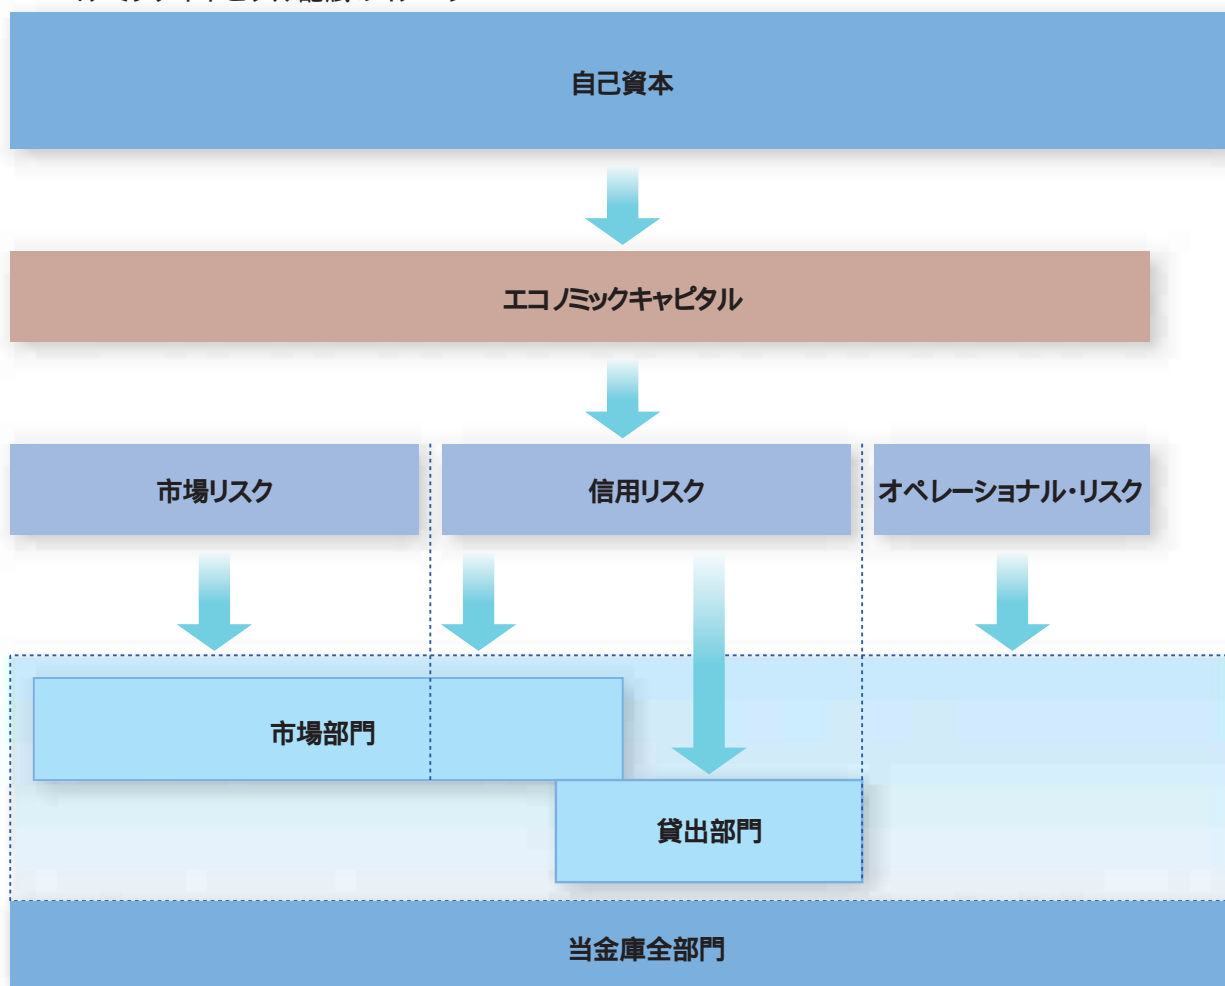 自己資本
エコノミックキャピタル
市場リスク
信用リスク
オペレーショナル・リスク
市場部門
貸出部門
当金庫全部門